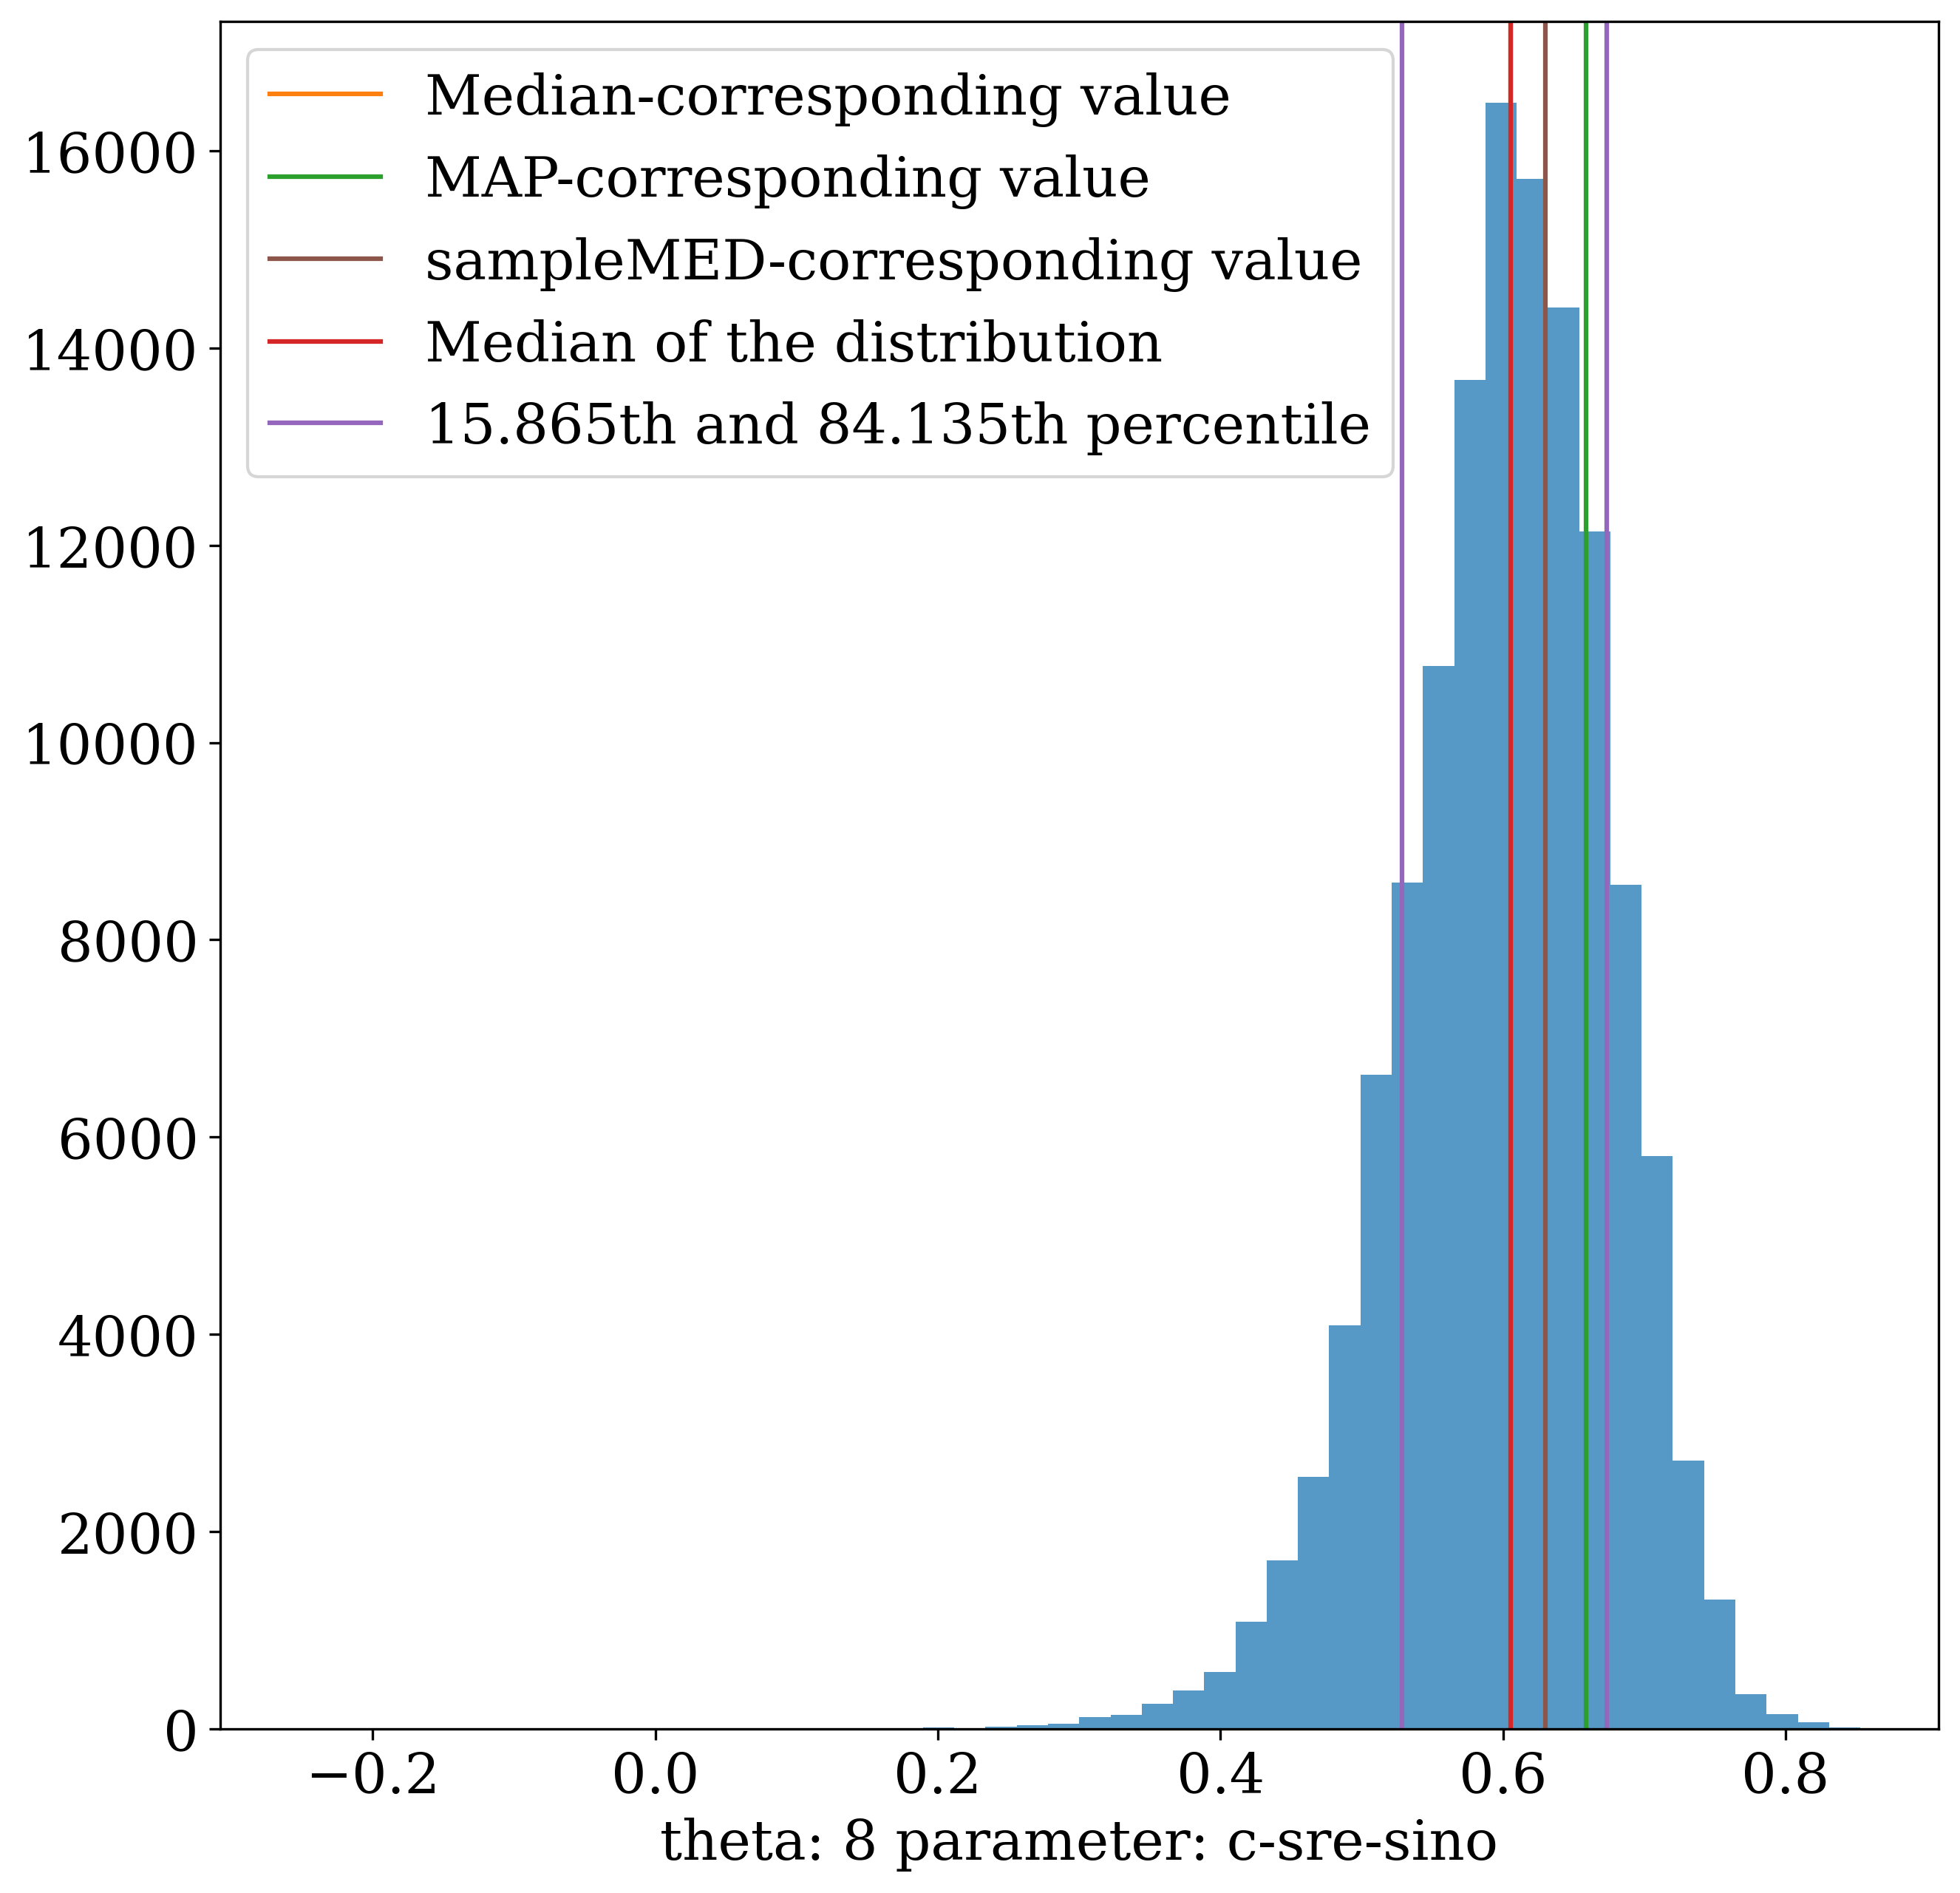 Median-corresponding value
MAP-corresponding value
sampleMED-corresponding value
Median of the distribution
15.865th and 84.135th percentile
16000
14000
12000
10000
8000
6000
4000
2000
0
−0.2 0.0 0.2 0.4 0.6 0.8
theta: 8 parameter: c-sre-sino